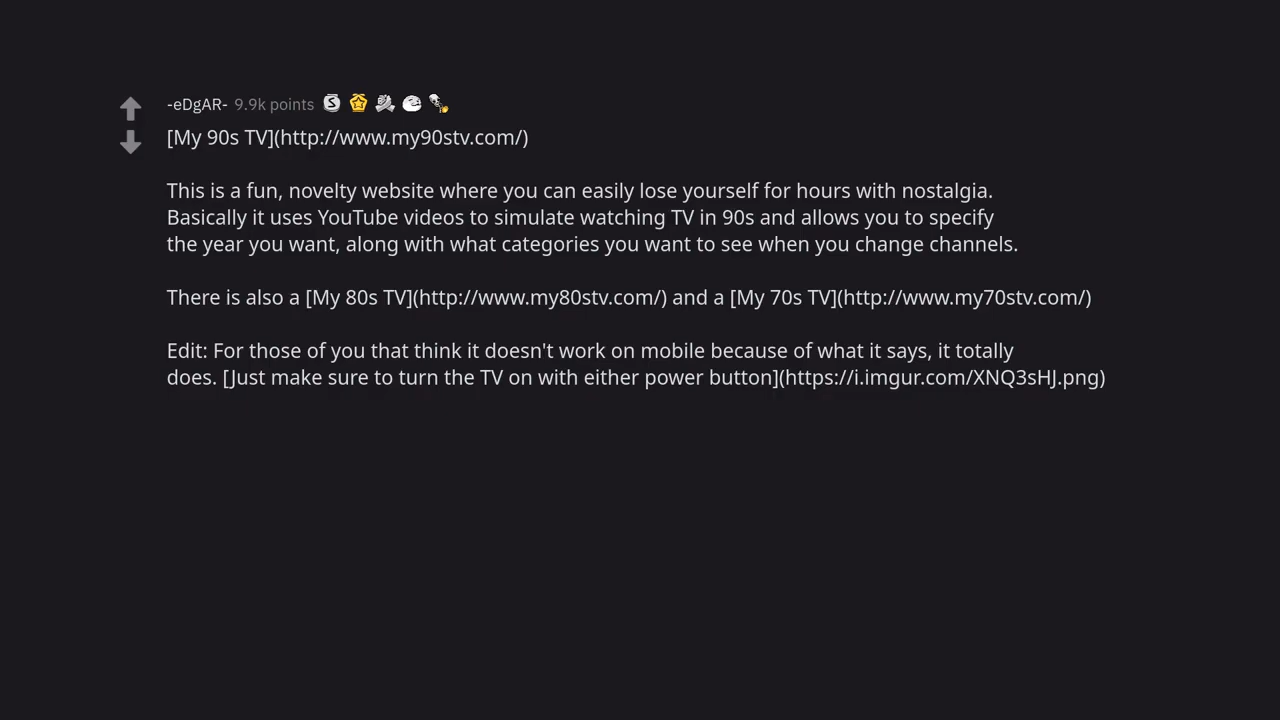 -eDgAR- 9.9k points
[My 90s TV](http://www.my90stv.com/)
This is a fun, novelty website where you can easily lose yourself for hours with nostalgia.
Basically it uses YouTube videos to simulate watching TV in 90s and allows you to specify
the year you want, along with what categories you want to see when you change channels.
There is also a [My 80s TV](http://www.my80stv.com/) and a [My 70s TV](http://www.my70stv.com/)
Edit: For those of you that think it doesn't work on mobile because of what it says, it totally
does. [Just make sure to turn the TV on with either power button](https://i.imgur.com/XNQ3sHJ.png)